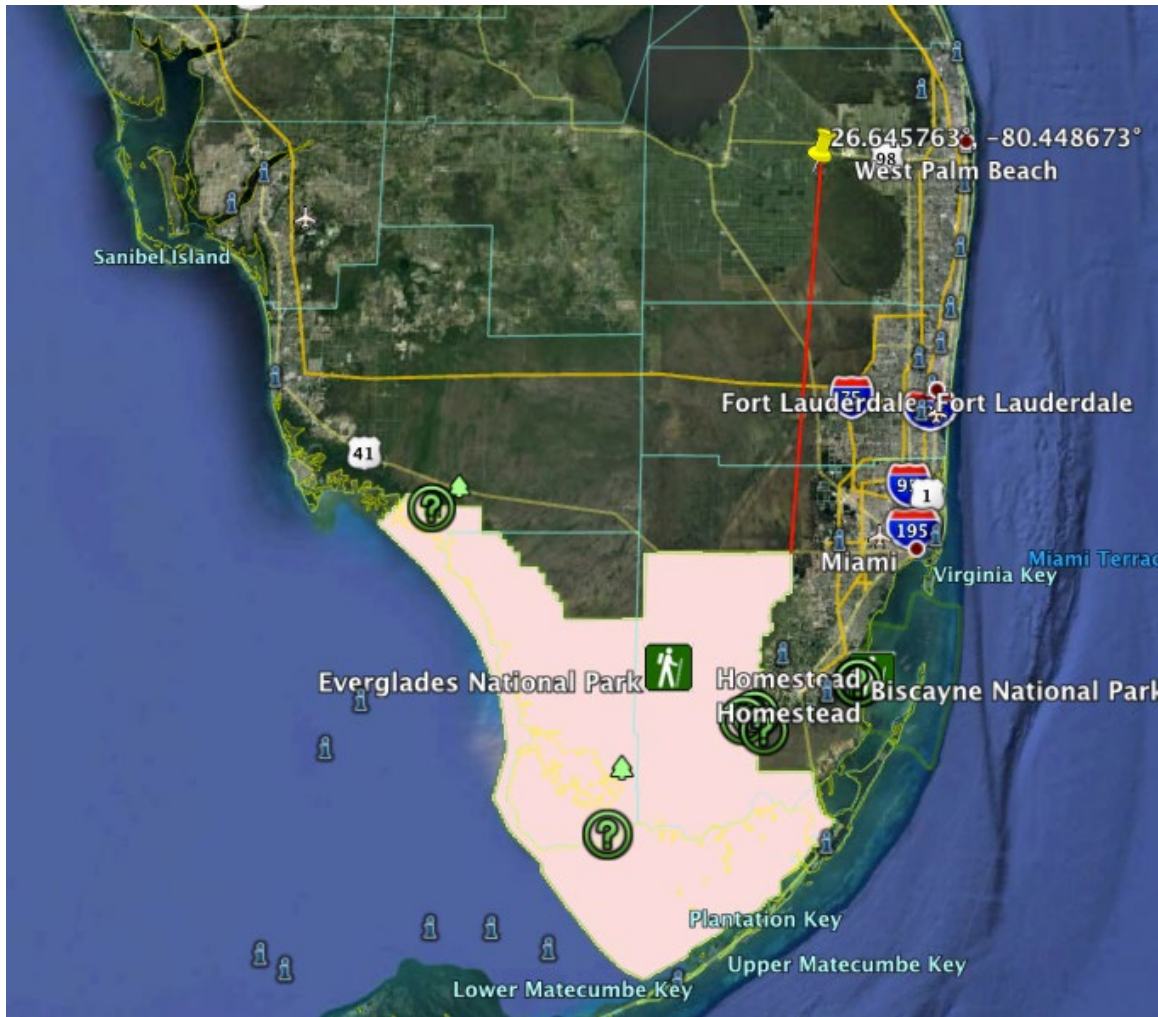 26.645763°, -80.448673°
98
West Palm Beach
Sanibel Island
75
Fort Lauderdale
Fort Lauderdale
41
95
1
195
Miami
Miami Terrac
Virginia Key
Everglades National Park
Homestead
Biscayne National Park
Homestead
Plantation Key
Upper Matecumbe Key
Lower Matecumbe Key